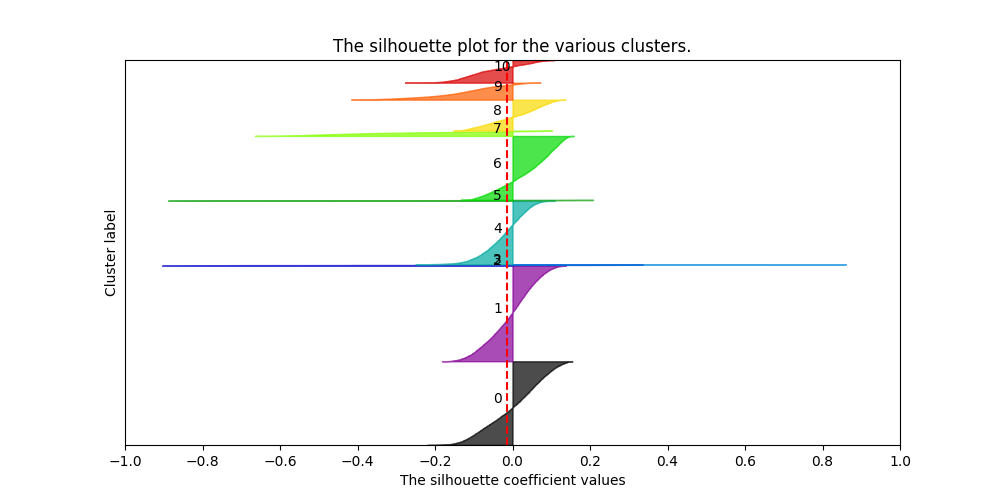 The silhouette plot for the various clusters.
10
9
8
7
6
5
4
3
2
1
0
Cluster label
−1.0 −0.8 −0.6 −0.4 −0.2 0.0 0.2 0.4 0.6 0.8 1.0
The silhouette coefficient values